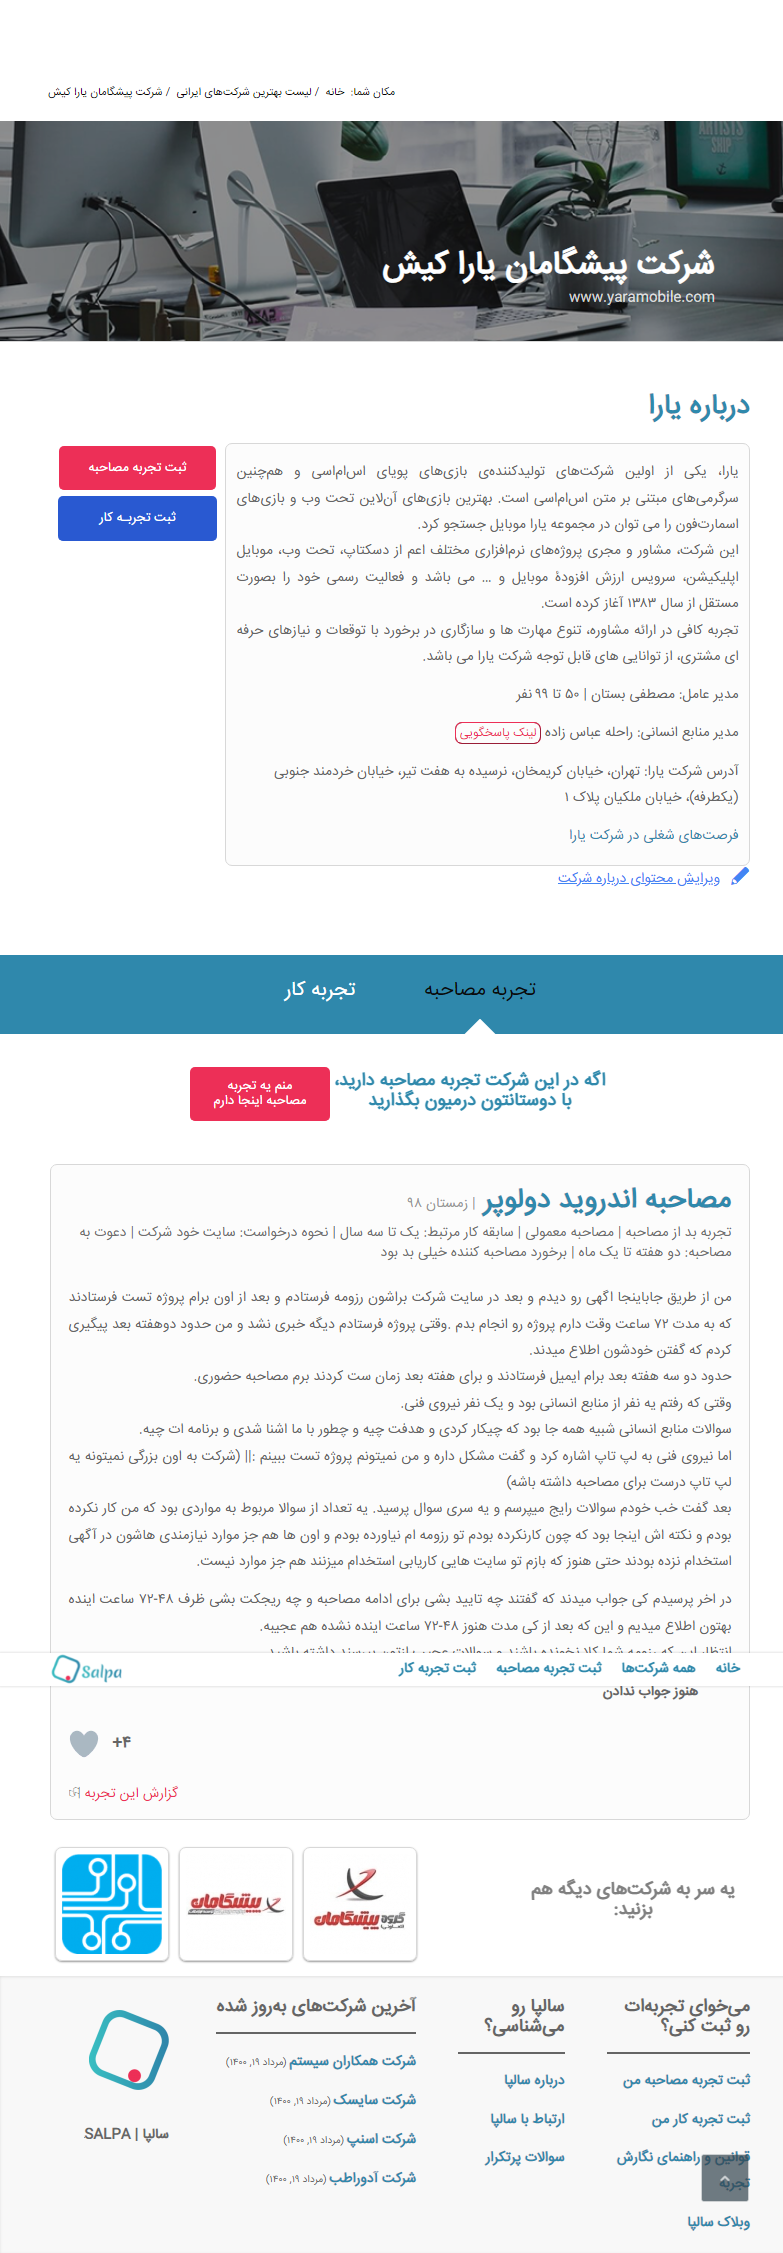 مکان شما: خانه / لیست بهترین شرکت‌های ایرانی / شرکت پیشگامان یارا کیش
ARTISTS
SHIP
شرکت پیشگامان یارا کیش
www.yaramobile.com
درباره یارا
ثبت تجربه مصاحبه
ثبت تجربـه کار
یارا، یکی از اولین شرکت‌های تولیدکننده‌ی بازی‌های پویای اس‌ام‌اسی و هم‌چنین
سرگرمی‌های مبتنی بر متن اس‌ام‌اسی است. بهترین بازی‌های آن‌لاین تحت وب و بازی‌های
اسمارت‌فون را می توان در مجموعه یارا موبایل جستجو کرد.
این شرکت، مشاور و مجری پروژه‌های نرم‌افزاری مختلف اعم از دسکتاپ، تحت وب، موبایل
اپلیکیشن، سرویس ارزش افزودهٔ موبایل و ... می باشد و فعالیت رسمی خود را بصورت
مستقل از سال ۱۳۸۳ آغاز کرده است.
تجربه کافی در ارائه مشاوره، تنوع مهارت ها و سازگاری در برخورد با توقعات و نیازهای حرفه
ای مشتری، از توانایی های قابل توجه شرکت یارا می باشد.
مدیر عامل: مصطفی بستان | ۵۰ تا ۹۹ نفر
مدیر منابع انسانی: راحله عباس زاده لینک پاسخگویی
آدرس شرکت یارا: تهران، خیابان کریمخان، نرسیده به هفت تیر، خیابان خردمند جنوبی
(یکطرفه)، خیابان ملکیان پلاک ۱
فرصت‌های شغلی در شرکت یارا
ویرایش محتوای درباره شرکت
تجربه مصاحبه
تجربه کار
اگه در این شرکت تجربه مصاحبه دارید،
با دوستانتون درمیون بگذارید
منم یه تجربه
مصاحبه اینجا دارم
مصاحبه اندروید دولوپر | زمستان ۹۸
تجربه بد از مصاحبه | مصاحبه معمولی | سابقه کار مرتبط: یک تا سه سال | نحوه درخواست: سایت خود شرکت | دعوت به
مصاحبه: دو هفته تا یک ماه | برخورد مصاحبه کننده خیلی بد بود
من از طریق جاباینجا اگهی رو دیدم و بعد در سایت شرکت براشون رزومه فرستادم و بعد از اون برام پروژه تست فرستادند
که به مدت ۷۲ ساعت وقت دارم پروژه رو انجام بدم .وقتی پروژه فرستادم دیگه خبری نشد و من حدود دوهفته بعد پیگیری
کردم که گفتن خودشون اطلاع میدند.
حدود دو سه هفته بعد برام ایمیل فرستادند و برای هفته بعد زمان ست کردند برم مصاحبه حضوری.
وقتی که رفتم یه نفر از منابع انسانی بود و یک نفر نیروی فنی.
سوالات منابع انسانی شبیه همه جا بود که چیکار کردی و هدفت چیه و چطور با ما اشنا شدی و برنامه ات چیه.
اما نیروی فنی به لپ تاپ اشاره کرد و گفت مشکل داره و من نمیتونم پروژه تست ببینم :|| (شرکت به اون بزرگی نمیتونه یه
لپ تاپ درست برای مصاحبه داشته باشه)
بعد گفت خب خودم سوالات رایج میپرسم و یه سری سوال پرسید. یه تعداد از سوالا مربوط به مواردی بود که من کار نکرده
بودم و نکته اش اینجا بود که چون کارنکرده بودم تو رزومه ام نیاورده بودم و اون ها هم جز موارد نیازمندی هاشون در آگهی
استخدام نزده بودند حتی هنوز که بازم تو سایت هایی کاریابی استخدام میزنند هم جز موارد نیست.
در اخر پرسیدم کی جواب میدند که گفتند چه تایید بشی برای ادامه مصاحبه و چه ریجکت بشی ظرف ۴۸-۷۲ ساعت اینده
بهتون اطلاع میدیم و این که بعد از کی مدت هنوز ۴۸-۷۲ ساعت اینده نشده هم عجیبه.
خانه
همه شرکت‌ها
ثبت تجربه مصاحبه
ثبت تجربه کار
Salpa
هنوز جواب ندادن
+۴
گزارش این تجربه
یه سر به شرکت‌های دیگه هم
بزنید:
گروه پیشگامان
پیشگامان
می‌خوای تجربه‌ات
رو ثبت کنی؟
ثبت تجربه مصاحبه من
ثبت تجربه کار من
قوانین و راهنمای نگارش
تجربه
وبلاگ سالپا
سالپا رو
می‌شناسی؟
درباره سالپا
ارتباط با سالپا
سوالات پرتکرار
آخرین شرکت‌های به‌روز شده
شرکت همکاران سیستم (مرداد ۱۹, ۱۴۰۰)
شرکت سایسک (مرداد ۱۹, ۱۴۰۰)
شرکت اسنپ (مرداد ۱۹, ۱۴۰۰)
شرکت آدوراطب (مرداد ۱۹, ۱۴۰۰)
سالپا | SALPA